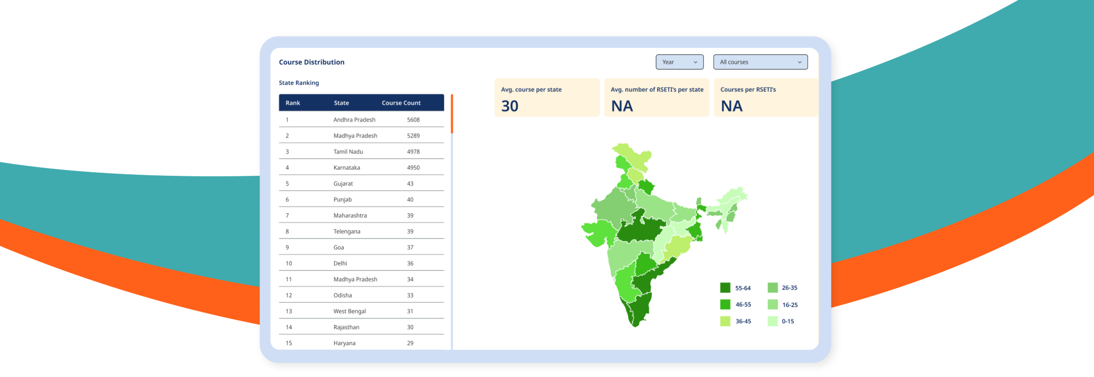 Course Distribution
Year
All courses
State Ranking
Rank State Course Count
1 Andhra Pradesh 5608
2 Madhya Pradesh 5289
3 Tamil Nadu 4978
4 Karnataka 4950
5 Gujarat 43
6 Punjab 40
7 Maharashtra 39
8 Telengana 39
9 Goa 37
10 Delhi 36
11 Madhya Pradesh 34
12 Odisha 33
13 West Bengal 31
14 Rajasthan 30
15 Haryana 29
Avg. course per state
30
Avg. number of RSETI's per state
NA
Courses per RSETI's
NA
55-64
46-55
36-45
26-35
16-25
0-15